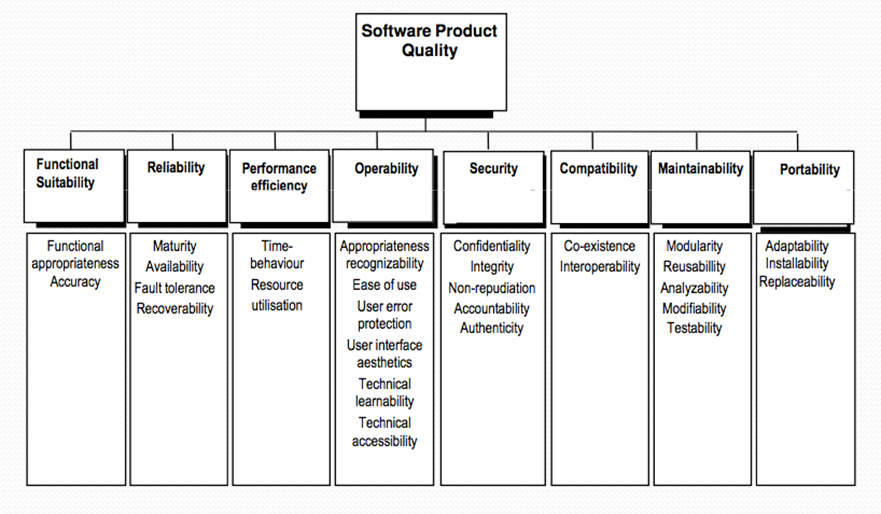 Software Product
Quality
Functional
Suitability
Reliability
Performance
efficiency
Operability
Security
Compatibility
Maintainability
Portability
Functional
appropriateness
Accuracy
Maturity
Availability
Fault tolerance
Recoverability
Time-
behaviour
Resource
utilisation
Appropriateness
recognizability
Ease of use
User error
protection
User interface
aesthetics
Technical
learnability
Technical
accessibility
Confidentiality
Integrity
Non-repudiation
Accountability
Authenticity
Co-existence
Interoperability
Modularity
Reusabillity
Analyzability
Modifiability
Testability
Adaptability
Installability
Replaceability